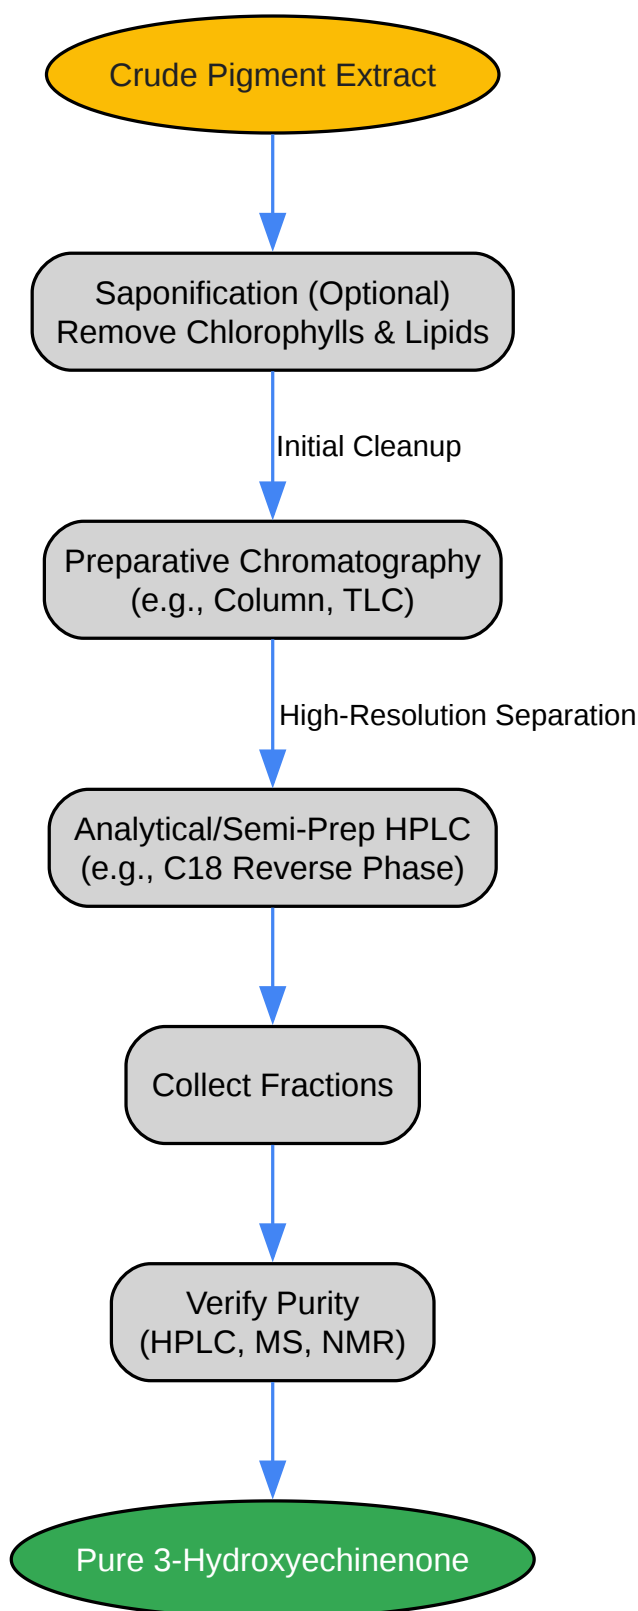 Crude Pigment Extract
Saponification (Optional)
Remove Chlorophylls & Lipids
Initial Cleanup
Preparative Chromatography
(e.g., Column, TLC)
High-Resolution Separation
Analytical/Semi-Prep HPLC
(e.g., C18 Reverse Phase)
Collect Fractions
Verify Purity
(HPLC, MS, NMR)
Pure 3-Hydroxyechinenone